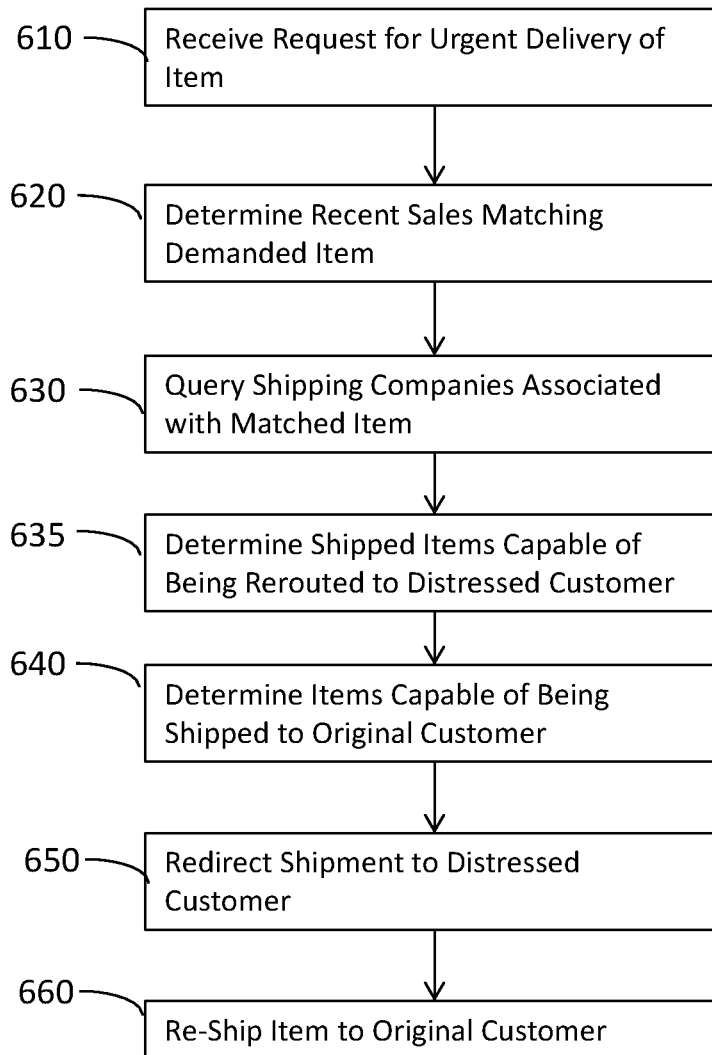 610
Receive Request for Urgent Delivery of
Item
620
Determine Recent Sales Matching
Demanded Item
630
Query Shipping Companies Associated
with Matched Item
635
Determine Shipped Items Capable of
Being Rerouted to Distressed Customer
640
Determine Items Capable of Being
Shipped to Original Customer
650
Redirect Shipment to Distressed
Customer
660
Re-Ship Item to Original Customer